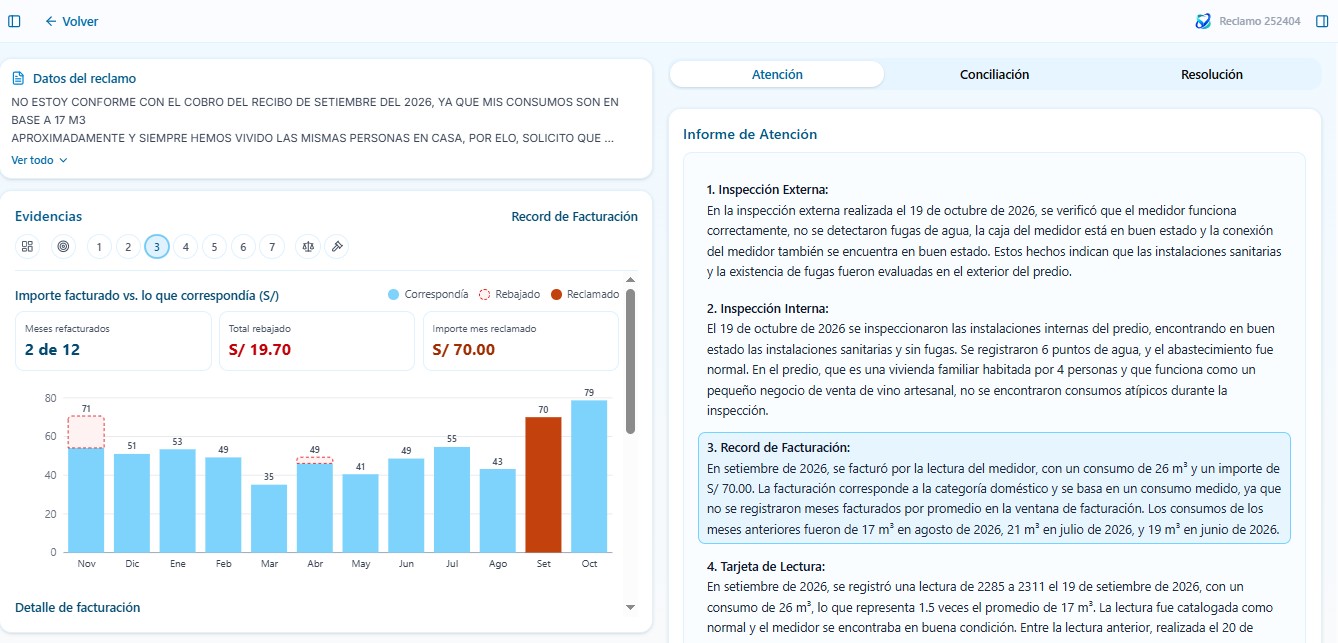 Volver
Reclamo 252404
Datos del reclamo
NO ESTOY CONFORME CON EL COBRO DEL RECIBO DE SETIEMBRE DEL 2026, YA QUE MIS CONSUMOS SON EN
BASE A 17 M3
APROXIMADAMENTE Y SIEMPRE HEMOS VIVIDO LAS MISMAS PERSONAS EN CASA, POR ELO, SOLICITO QUE ...
Ver todo
Evidencias
Record de Facturación
1 2 3 4 5 6 7
Importe facturado vs. lo que correspondía (S/)
Correspondía Rebajado Reclamado
Meses refacturados
2 de 12
Total rebajado
S/ 19.70
Importe mes reclamado
S/ 70.00
80
60
40
20
0
71 51 53 49 35 49 41 49 55 43 70 79
Nov Dic Ene Feb Mar Abr May Jun Jul Ago Set Oct
Detalle de facturación
Atención Conciliación Resolución
Informe de Atención
1. Inspección Externa:
En la inspección externa realizada el 19 de octubre de 2026, se verificó que el medidor funciona
correctamente, no se detectaron fugas de agua, la caja del medidor está en buen estado y la conexión
del medidor también se encuentra en buen estado. Estos hechos indican que las instalaciones sanitarias
y la existencia de fugas fueron evaluadas en el exterior del predio.
2. Inspección Interna:
El 19 de octubre de 2026 se inspeccionaron las instalaciones internas del predio, encontrando en buen
estado las instalaciones sanitarias y sin fugas. Se registraron 6 puntos de agua, y el abastecimiento fue
normal. En el predio, que es una vivienda familiar habitada por 4 personas y que funciona como un
pequeño negocio de venta de vino artesanal, no se encontraron consumos atípicos durante la
inspección.
3. Record de Facturación:
En setiembre de 2026, se facturó por la lectura del medidor, con un consumo de 26 m³ y un importe de
S/ 70.00. La facturación corresponde a la categoría doméstico y se basa en un consumo medido, ya que
no se registraron meses facturados por promedio en la ventana de facturación. Los consumos de los
meses anteriores fueron de 17 m³ en agosto de 2026, 21 m³ en julio de 2026, y 19 m³ en junio de 2026.
4. Tarjeta de Lectura:
En setiembre de 2026, se registró una lectura de 2285 a 2311 el 19 de setiembre de 2026, con un
consumo de 26 m³, lo que representa 1.5 veces el promedio de 17 m³. La lectura fue catalogada como
normal y el medidor se encontraba en buena condición. Entre la lectura anterior, realizada el 20 de